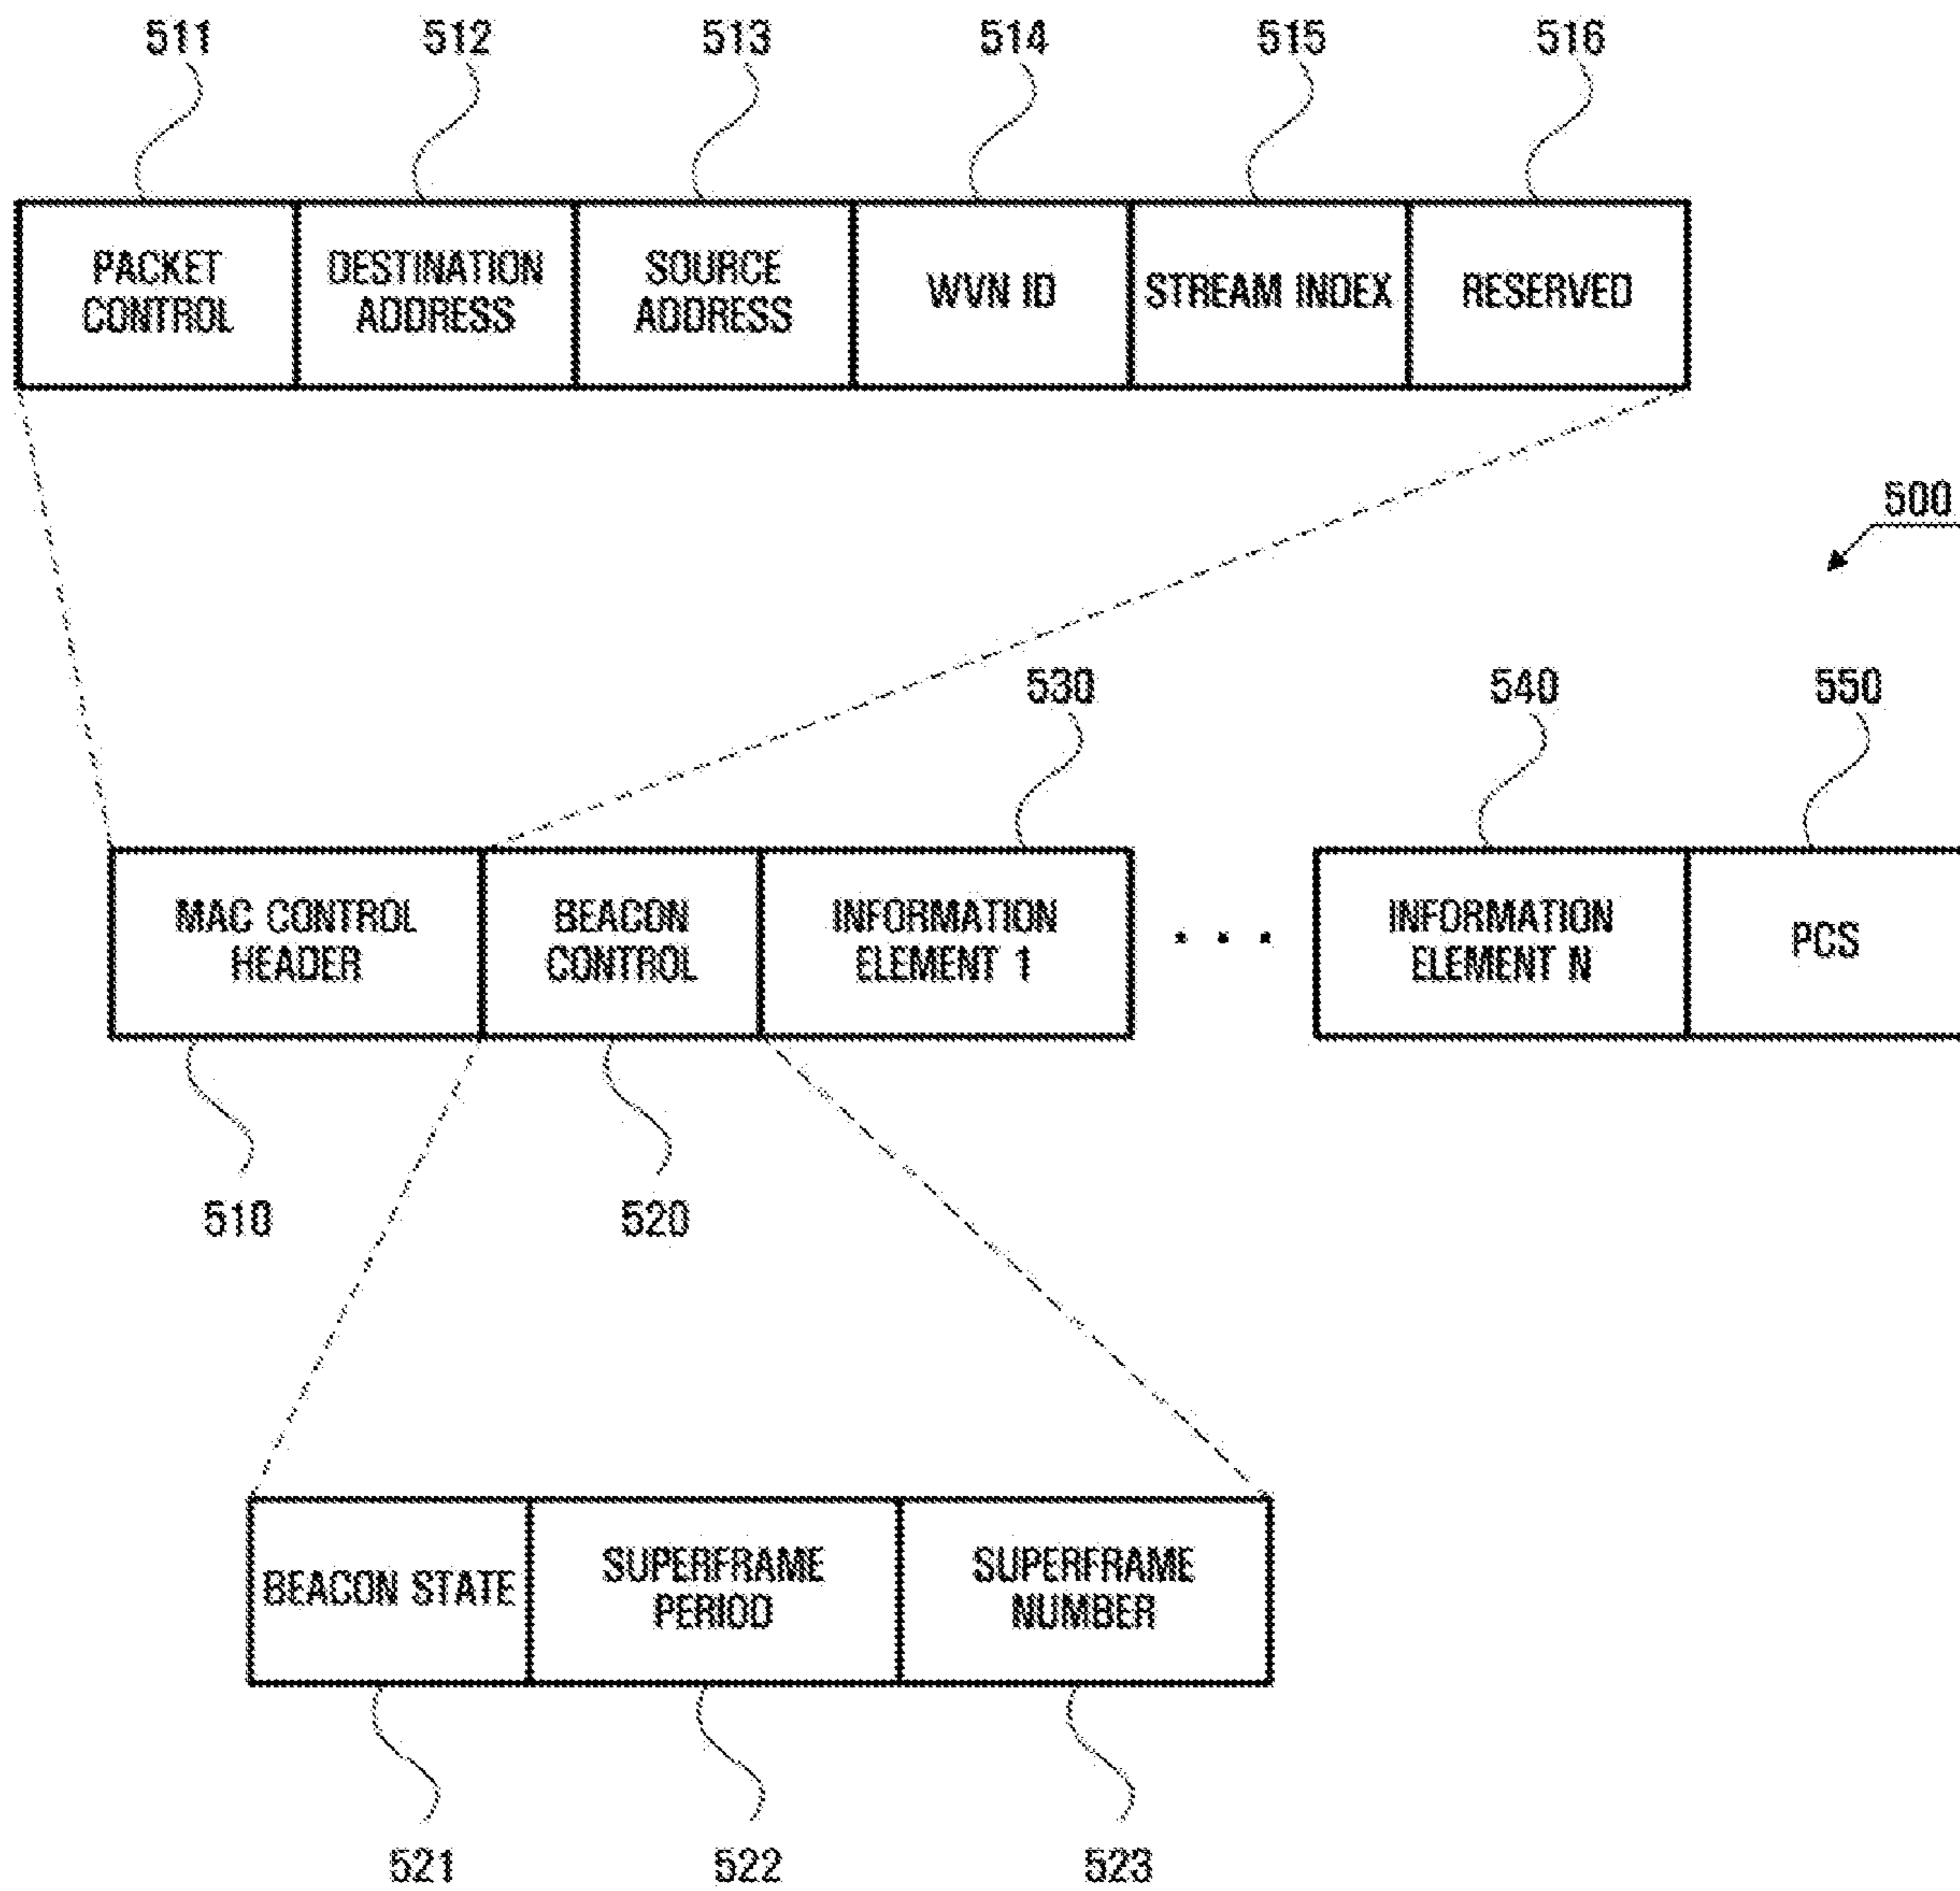 511 512 513 514 515 516
PACKET CONTROL DESTINATION ADDRESS SOURCE ADDRESS WVN ID STREAM INDEX RESERVED
500
530 540 550
MAC CONTROL HEADER BEACON CONTROL INFORMATION ELEMENT 1 • • • INFORMATION ELEMENT N PCS
510 520
BEACON STATE SUPERFRAME PERIOD SUPERFRAME NUMBER
521 522 523